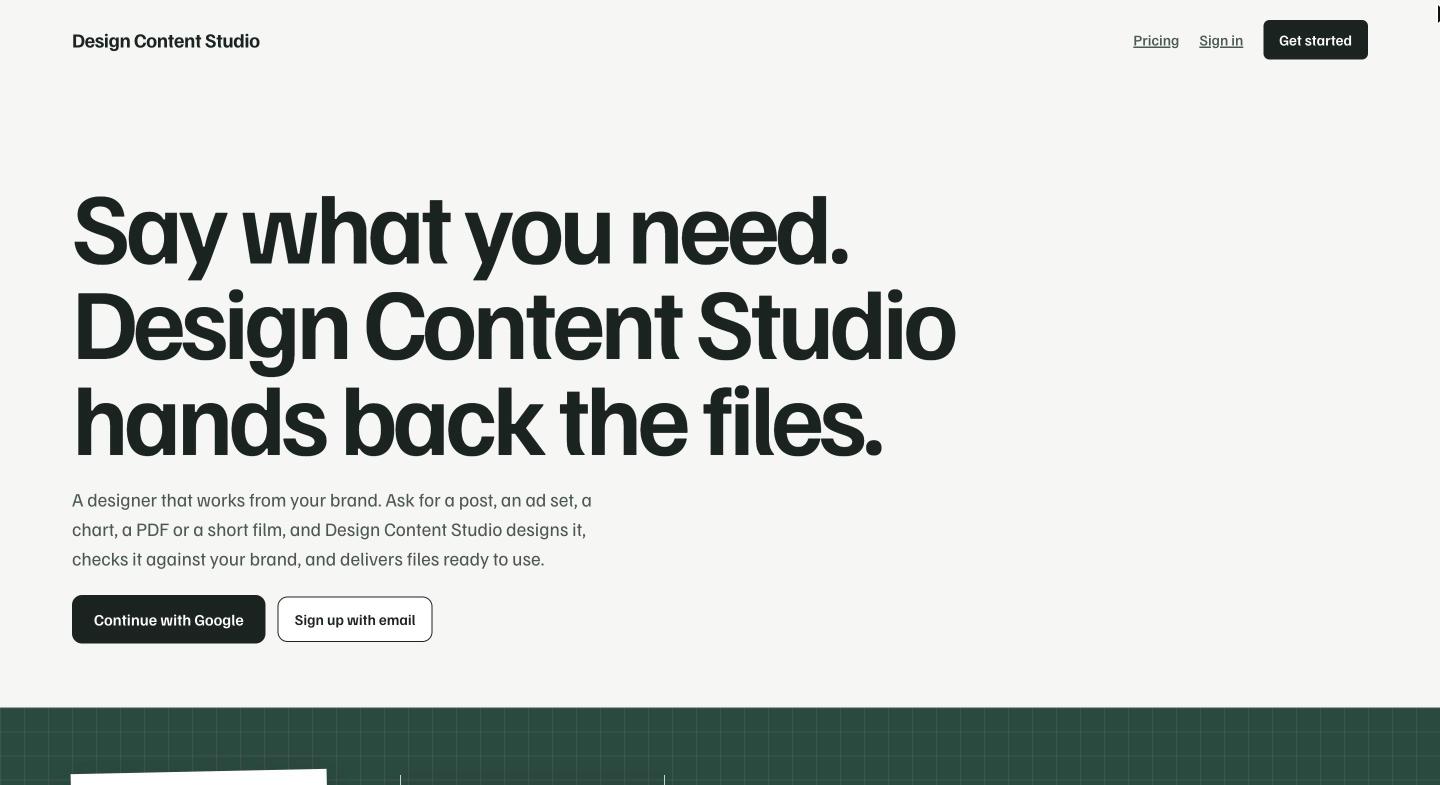 Design Content Studio
Pricing
Sign in
Get started
Say what you need.
Design Content Studio
hands back the files.
A designer that works from your brand. Ask for a post, an ad set, a
chart, a PDF or a short film, and Design Content Studio designs it,
checks it against your brand, and delivers files ready to use.
Continue with Google
Sign up with email